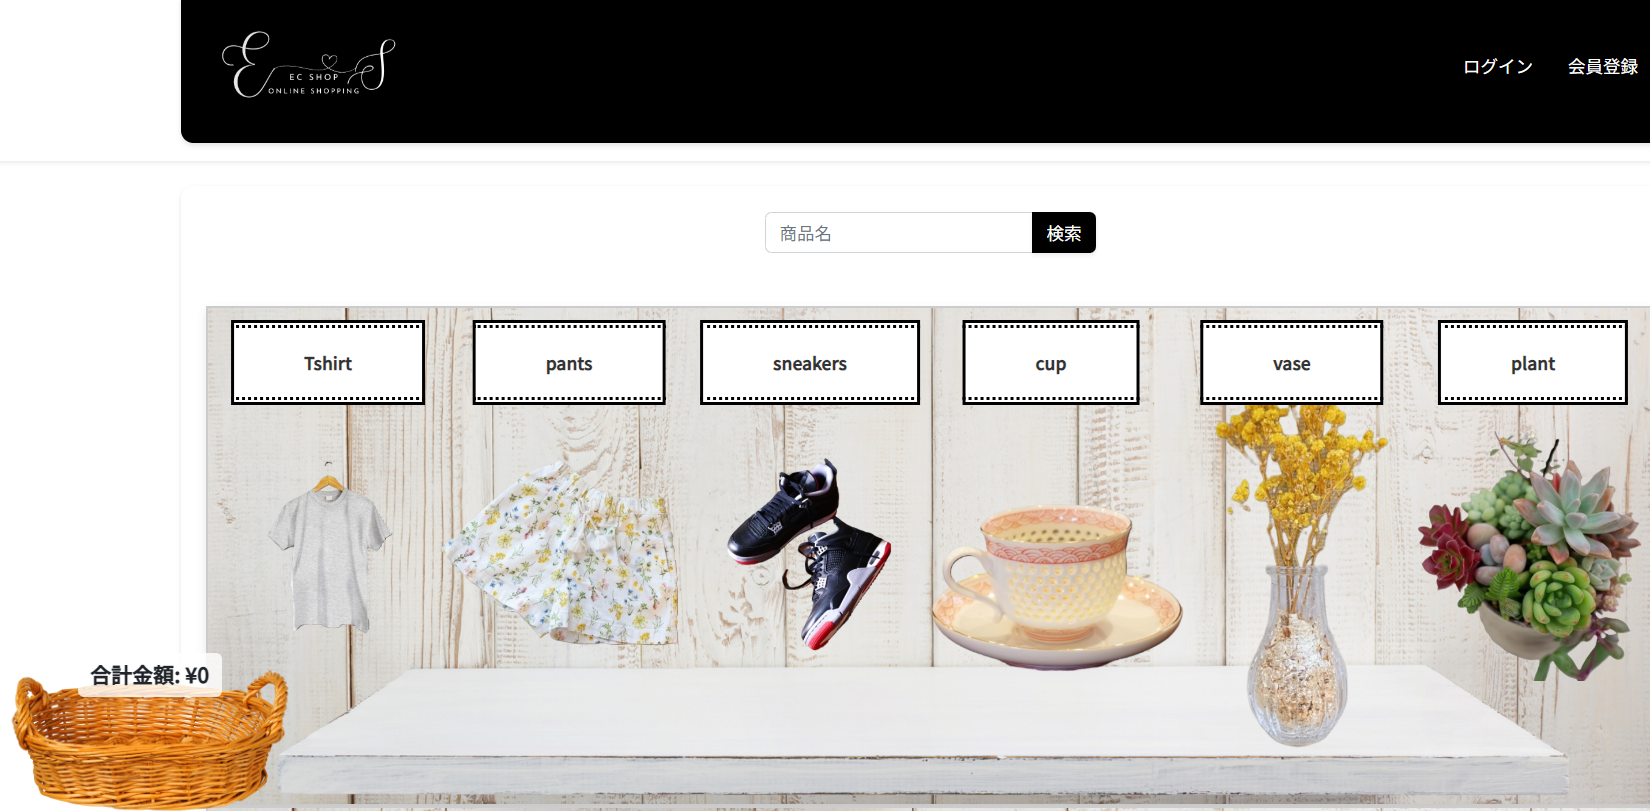 EC SHOP
ONLINE SHOPPING
ログイン 会員登録
商品名 検索
Tshirt pants sneakers cup vase plant
合計金額: ¥0